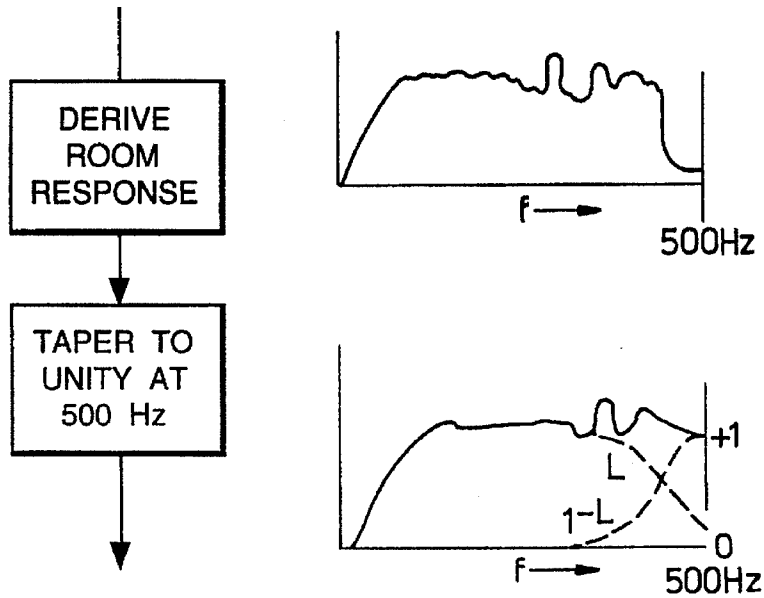 DERIVE
ROOM
RESPONSE
f
500Hz
TAPER TO
UNITY AT
500 Hz
+1
L
1-L
0
f
500Hz